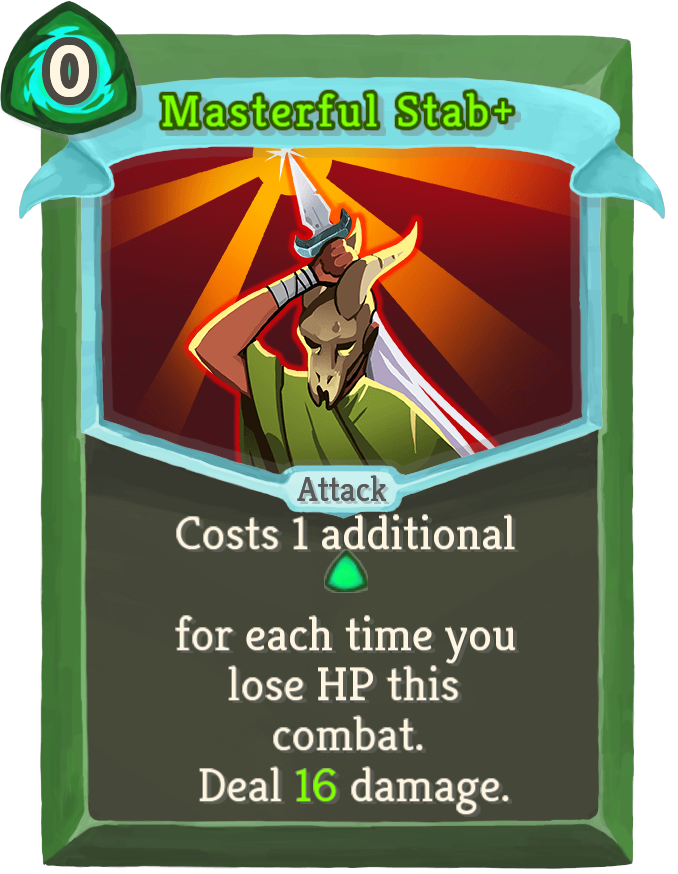 0
Masterful Stab+
Attack
Costs 1 additional
for each time you
lose HP this
combat.
Deal 16 damage.